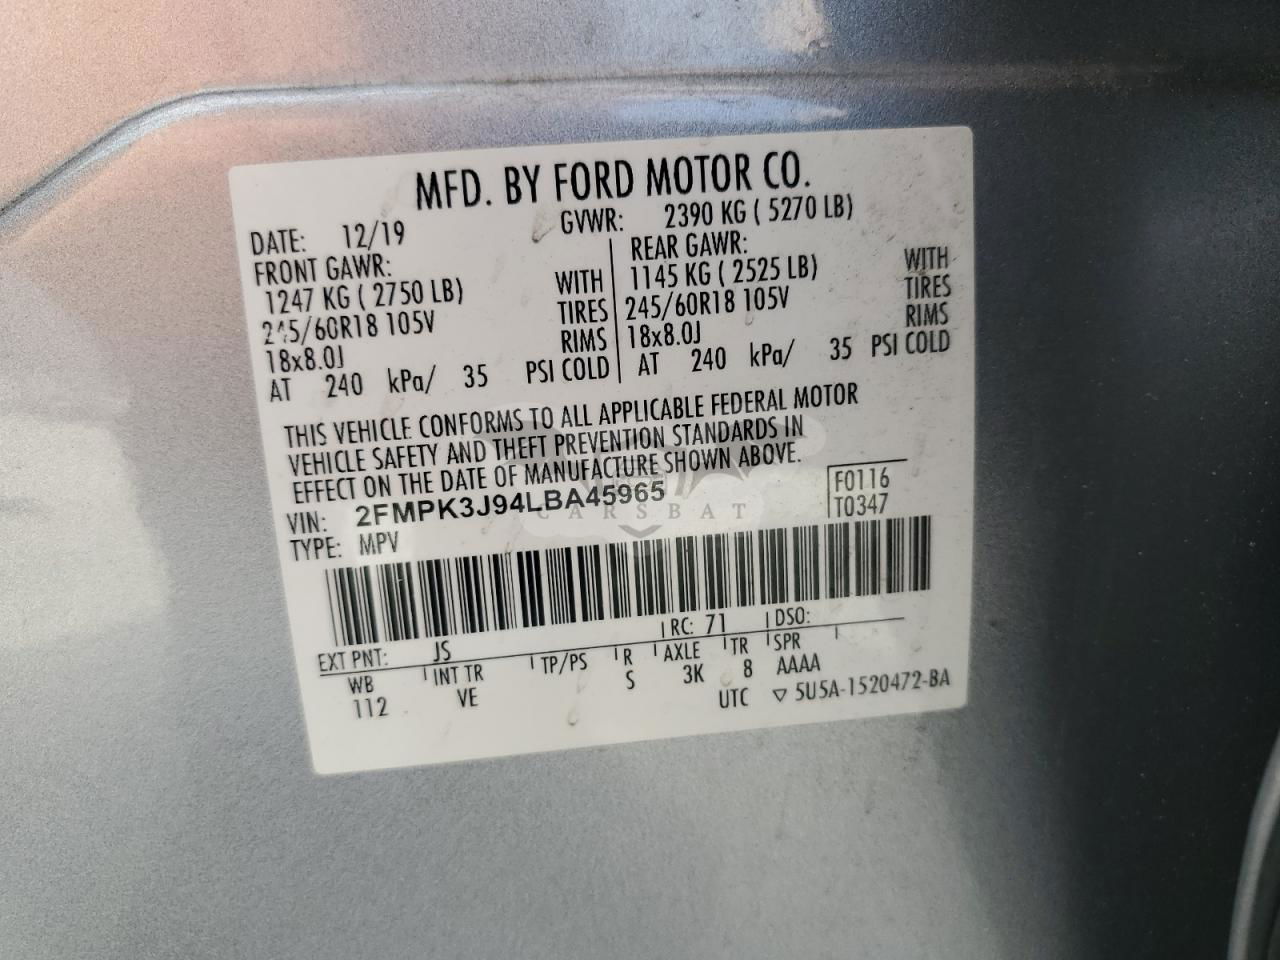 MFD. BY FORD MOTOR CO.
DATE: 12/19
GVWR: 2390 KG ( 5270 LB)
FRONT GAWR:
1247 KG ( 2750 LB) WITH
245/60R18 105V TIRES
18x8.0J RIMS
AT 240 kPa/ 35 PSI COLD
REAR GAWR:
1145 KG ( 2525 LB) WITH
245/60R18 105V TIRES
18x8.0J RIMS
AT 240 kPa/ 35 PSI COLD
THIS VEHICLE CONFORMS TO ALL APPLICABLE FEDERAL MOTOR
VEHICLE SAFETY AND THEFT PREVENTION STANDARDS IN
EFFECT ON THE DATE OF MANUFACTURE SHOWN ABOVE.
VIN: 2FMPK3J94LBA45965
F0116
T0347
CARSBAT
TYPE: MPV
EXT PNT: JS RC: 71 DSO:
WB INT TR TP/PS R AXLE TR SPR
112 VE S 3K 8 AAAA
UTC ▽ 5U5A-1520472-BA